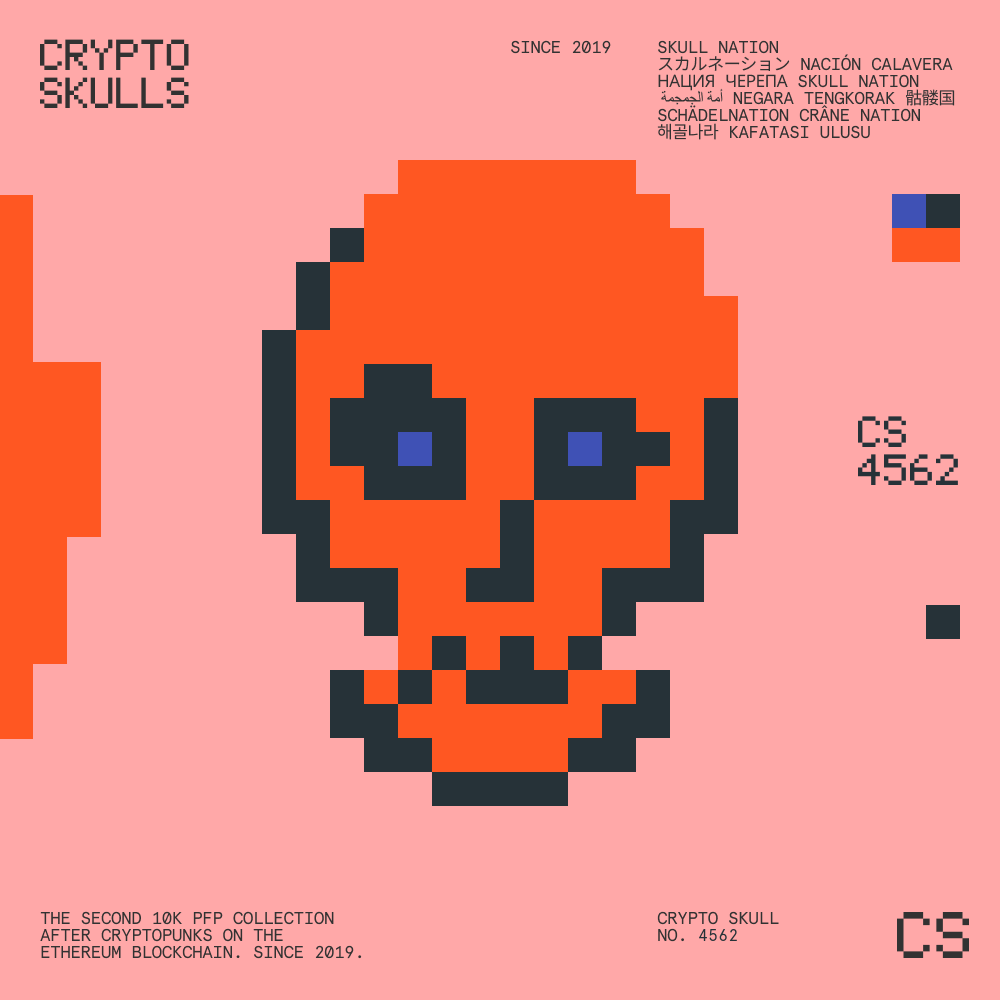 CRYPTO
SKULLS
SINCE 2019
SKULL NATION
スカルネーション NACIÓN CALAVERA
НАЦИЯ ЧЕРЕПА SKULL NATION
أمة الجمجمة NEGARA TENGKORAK 骷髅国
SCHÄDELNATION CRÂNE NATION
해골나라 KAFATASI ULUSU
CS
4562
THE SECOND 10K PFP COLLECTION
AFTER CRYPTOPUNKS ON THE
ETHEREUM BLOCKCHAIN. SINCE 2019.
CRYPTO SKULL
NO. 4562
CS